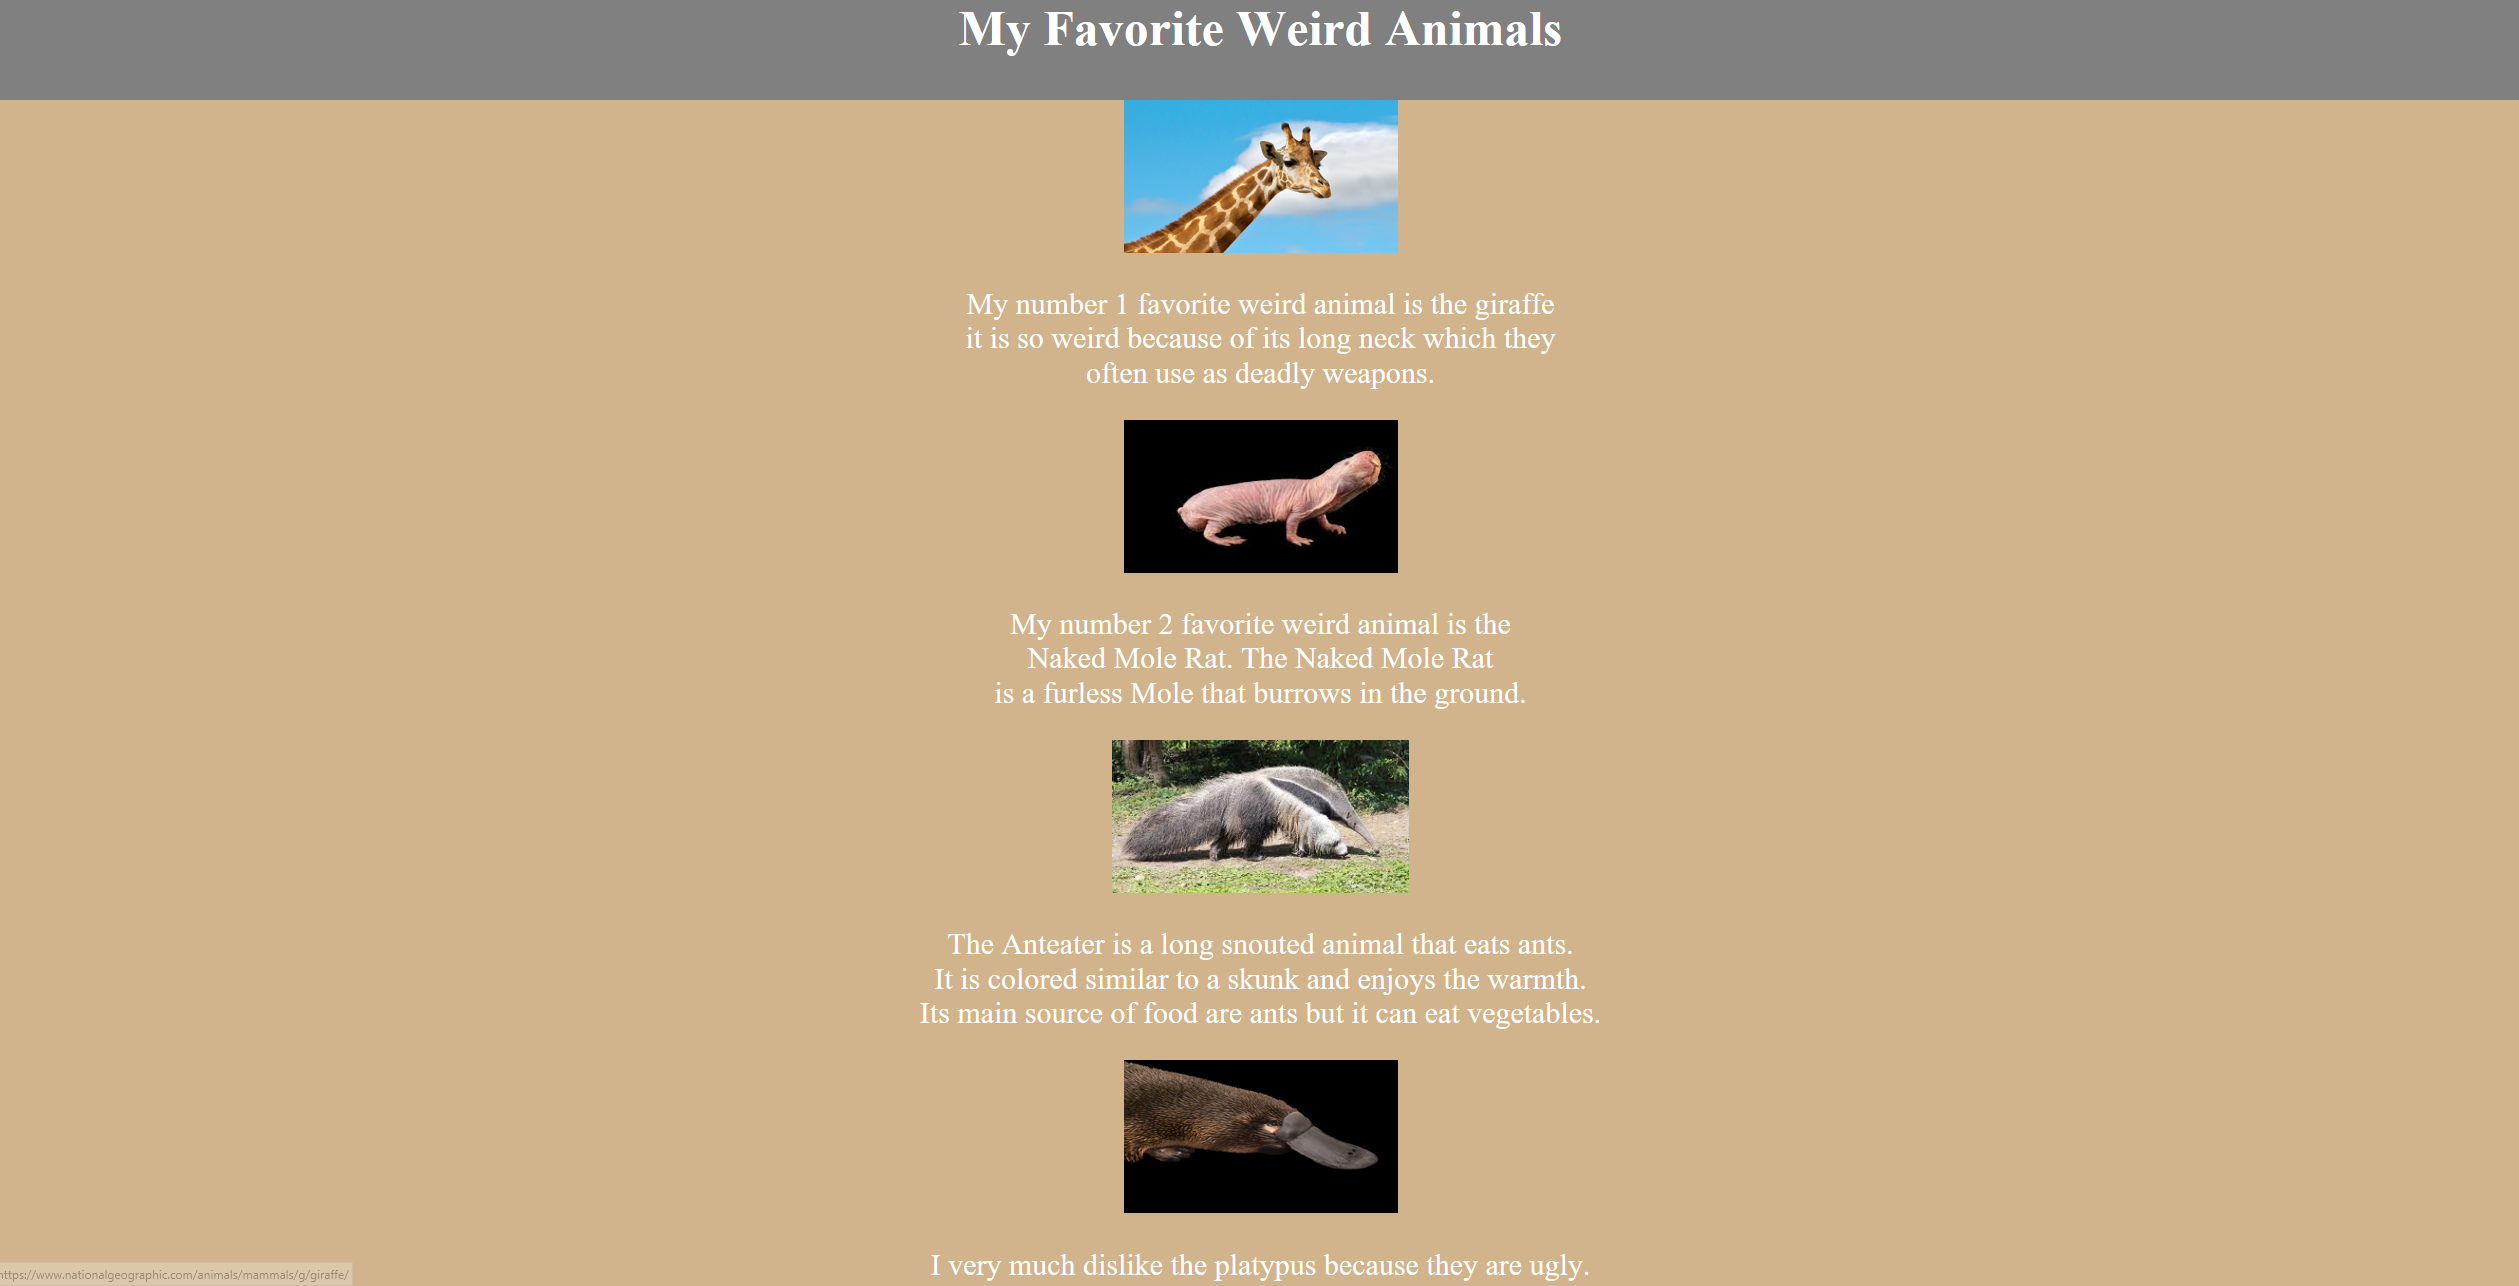 My Favorite Weird Animals
My number 1 favorite weird animal is the giraffe
it is so weird because of its long neck which they
often use as deadly weapons.
My number 2 favorite weird animal is the
Naked Mole Rat. The Naked Mole Rat
is a furless Mole that burrows in the ground.
The Anteater is a long snouted animal that eats ants.
It is colored similar to a skunk and enjoys the warmth.
Its main source of food are ants but it can eat vegetables.
I very much dislike the platypus because they are ugly.
https://www.nationalgeographic.com/animals/mammals/g/giraffe/